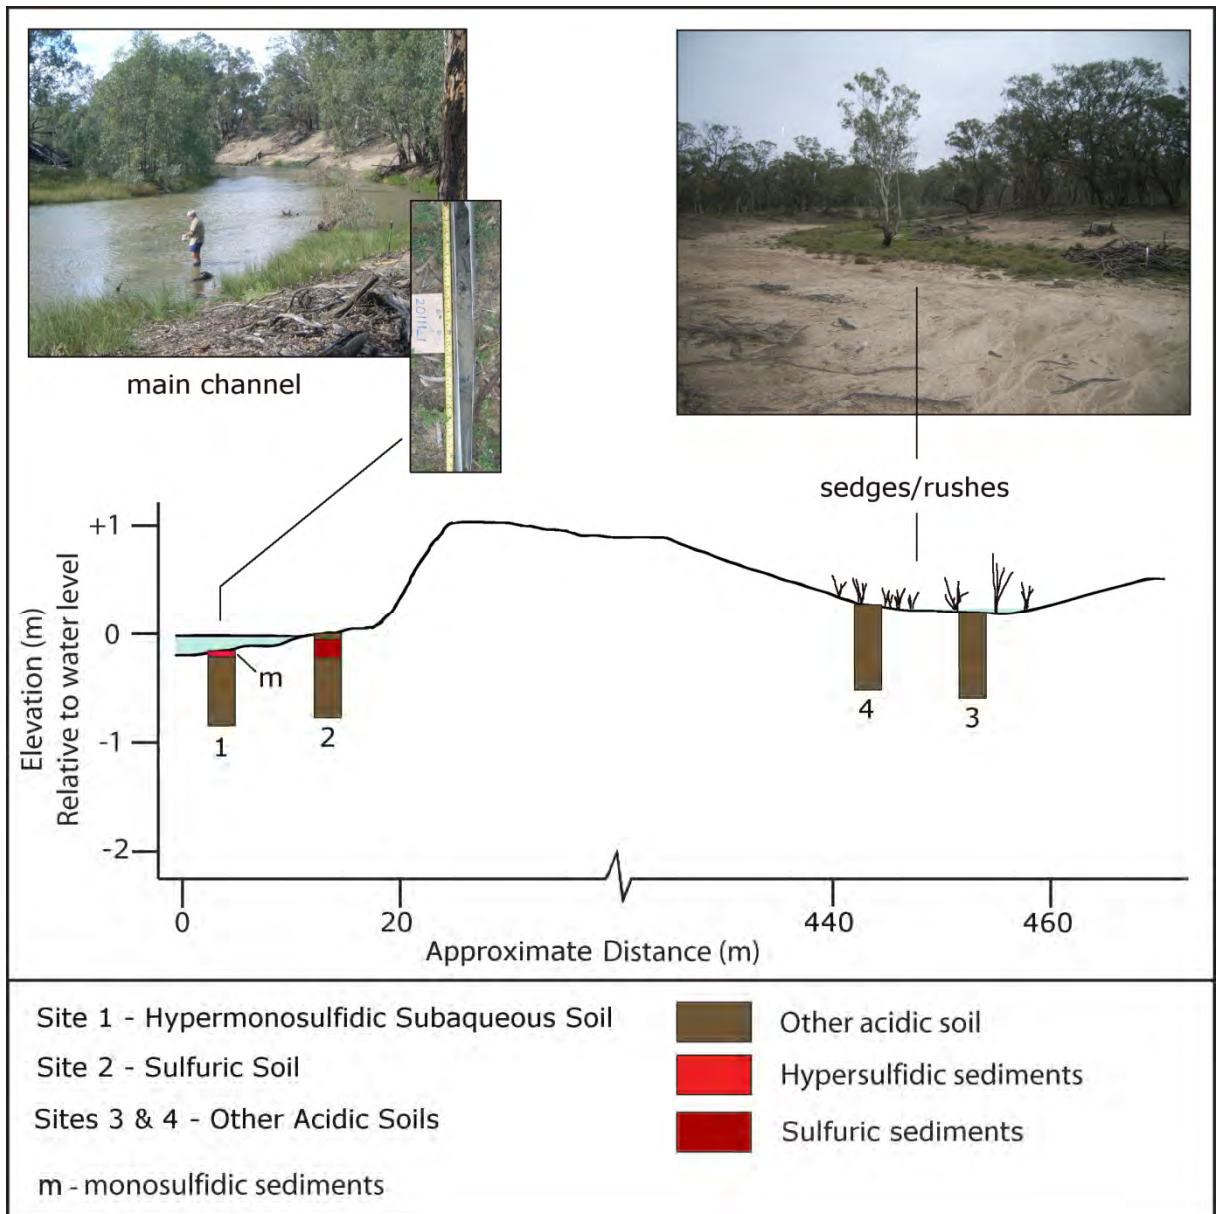 2011_1
main channel
sedges/rushes
Elevation (m)
Relative to water level
+1
0
-1
-2
m
1
2
4
3
0
20
440
460
Approximate Distance (m)
Site 1 - Hypermonosulfidic Subaqueous Soil
Site 2 - Sulfuric Soil
Sites 3 & 4 - Other Acidic Soils
m - monosulfidic sediments
Other acidic soil
Hypersulfidic sediments
Sulfuric sediments